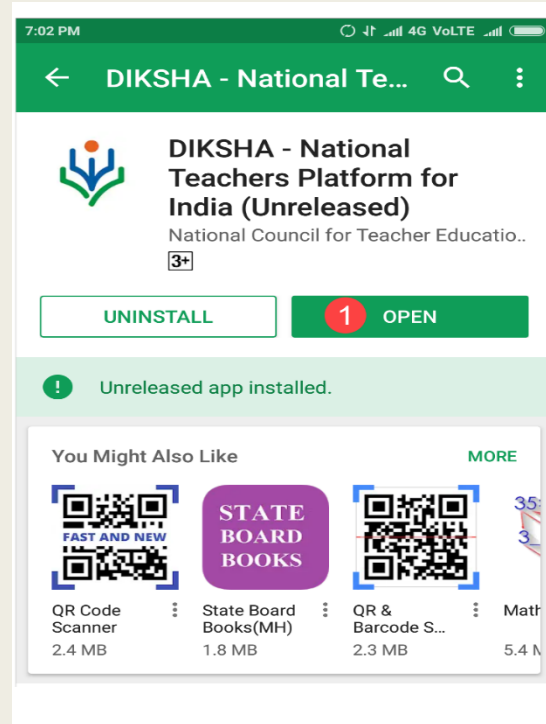 7:02 PM
4G VoLTE
DIKSHA - National Te...
DIKSHA - National
Teachers Platform for
India (Unreleased)
National Council for Teacher Educatio..
3+
UNINSTALL
1 OPEN
! Unreleased app installed.
You Might Also Like
MORE
FAST AND NEW
STATE
BOARD
BOOKS
35
3_
QR Code
Scanner
2.4 MB
State Board
Books(MH)
1.8 MB
QR &
Barcode S...
2.3 MB
Math
5.4 M